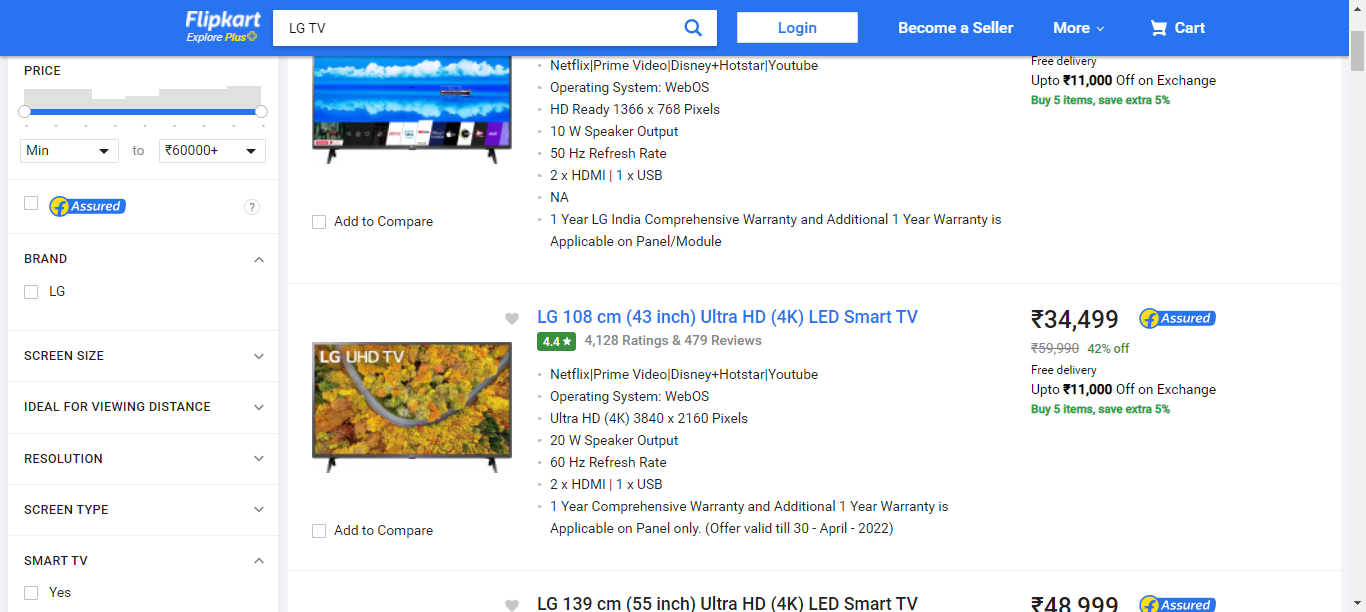 Flipkart
Explore Plus
LG TV
Login
Become a Seller
More
Cart
PRICE
Min
to
₹60000+
Assured
?
BRAND
LG
SCREEN SIZE
IDEAL FOR VIEWING DISTANCE
RESOLUTION
SCREEN TYPE
SMART TV
Yes
Netflix|Prime Video|Disney+Hotstar|Youtube
Operating System: WebOS
HD Ready 1366 x 768 Pixels
10 W Speaker Output
50 Hz Refresh Rate
2 x HDMI | 1 x USB
NA
1 Year LG India Comprehensive Warranty and Additional 1 Year Warranty is
Applicable on Panel/Module
Add to Compare
Free delivery
Upto ₹11,000 Off on Exchange
Buy 5 items, save extra 5%
LG UHD TV
Add to Compare
LG 108 cm (43 inch) Ultra HD (4K) LED Smart TV
4.4 ★ 4,128 Ratings & 479 Reviews
Netflix|Prime Video|Disney+Hotstar|Youtube
Operating System: WebOS
Ultra HD (4K) 3840 x 2160 Pixels
20 W Speaker Output
60 Hz Refresh Rate
2 x HDMI | 1 x USB
1 Year Comprehensive Warranty and Additional 1 Year Warranty is
Applicable on Panel only. (Offer valid till 30 - April - 2022)
₹34,499 Assured
₹59,990 42% off
Free delivery
Upto ₹11,000 Off on Exchange
Buy 5 items, save extra 5%
LG 139 cm (55 inch) Ultra HD (4K) LED Smart TV
₹48,999 Assured